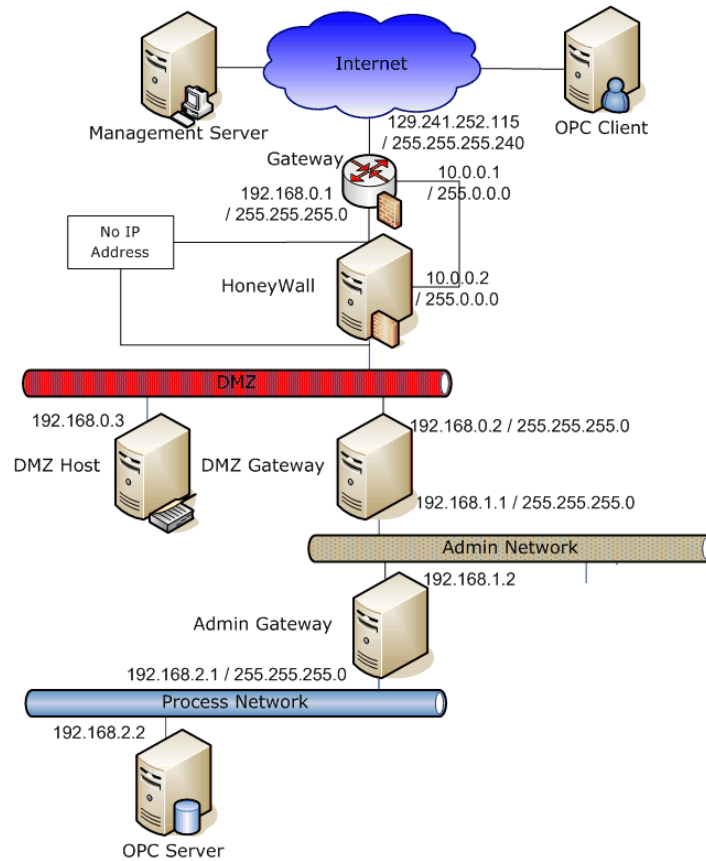 Internet
Management Server
OPC Client
129.241.252.115
/ 255.255.255.240
Gateway
10.0.0.1
/ 255.0.0.0
192.168.0.1
/ 255.255.255.0
No IP
Address
HoneyWall
10.0.0.2
/ 255.0.0.0
DMZ
192.168.0.3
192.168.0.2 / 255.255.255.0
DMZ Host
DMZ Gateway
192.168.1.1 / 255.255.255.0
Admin Network
192.168.1.2
Admin Gateway
192.168.2.1 / 255.255.255.0
Process Network
192.168.2.2
OPC Server